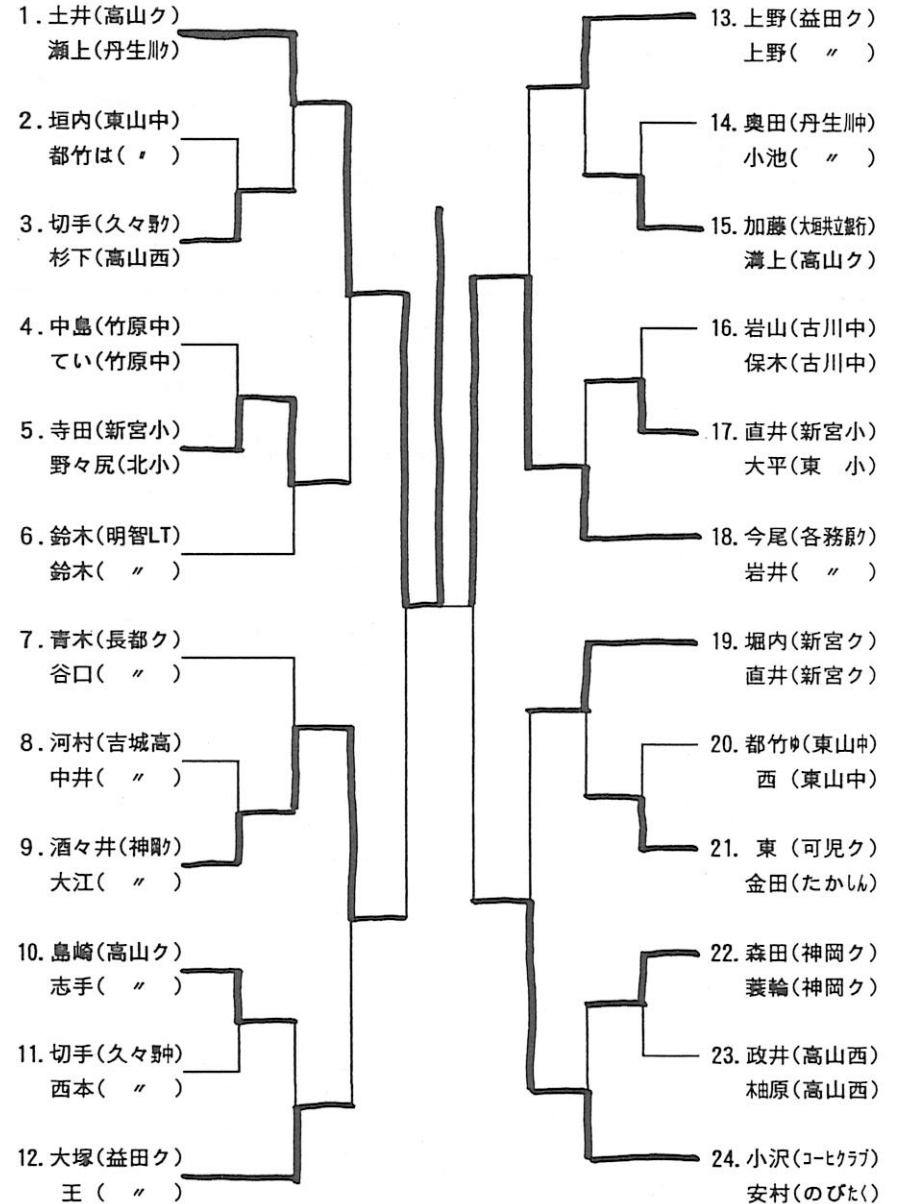 1.土井(高山ク)
瀬上(丹生川ク)
2.垣内(東山中)
都竹は( 〃 )
3.切手(久々野ク)
杉下(高山西)
4.中島(竹原中)
てい(竹原中)
5.寺田(新宮小)
野々尻(北小)
6.鈴木(明智LT)
鈴木( 〃 )
7.青木(長都ク)
谷口( 〃 )
8.河村(吉城高)
中井( 〃 )
9.酒々井(神岡ク)
大江( 〃 )
10.島崎(高山ク)
志手( 〃 )
11.切手(久々野中)
西本( 〃 )
12.大塚(益田ク)
王 ( 〃 )
13.上野(益田ク)
上野( 〃 )
14.奥田(丹生川中)
小池( 〃 )
15.加藤(大垣共立銀行)
溝上(高山ク)
16.岩山(古川中)
保木(古川中)
17.直井(新宮小)
大平(東 小)
18.今尾(各務原ク)
岩井( 〃 )
19.堀内(新宮ク)
直井(新宮ク)
20.都竹ゆ(東山中)
西 (東山中)
21. 東 (可児ク)
金田(たかしん)
22.森田(神岡ク)
蓑輪(神岡ク)
23.政井(高山西)
柚原(高山西)
24.小沢(コーヒクラブ)
安村(のびたく)